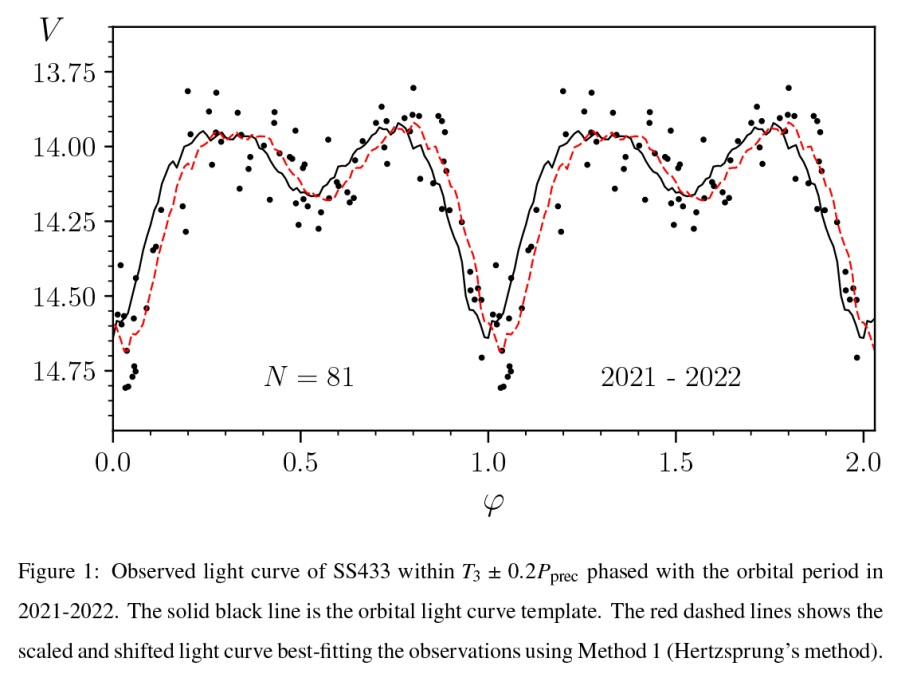 V
13.75
14.00
14.25
14.50
14.75
N = 81
2021 - 2022
0.0 0.5 1.0 1.5 2.0
φ
Figure 1: Observed light curve of SS433 within T₃ ± 0.2Pprec phased with the orbital period in
2021-2022. The solid black line is the orbital light curve template. The red dashed lines shows the
scaled and shifted light curve best-fitting the observations using Method 1 (Hertzsprung’s method).